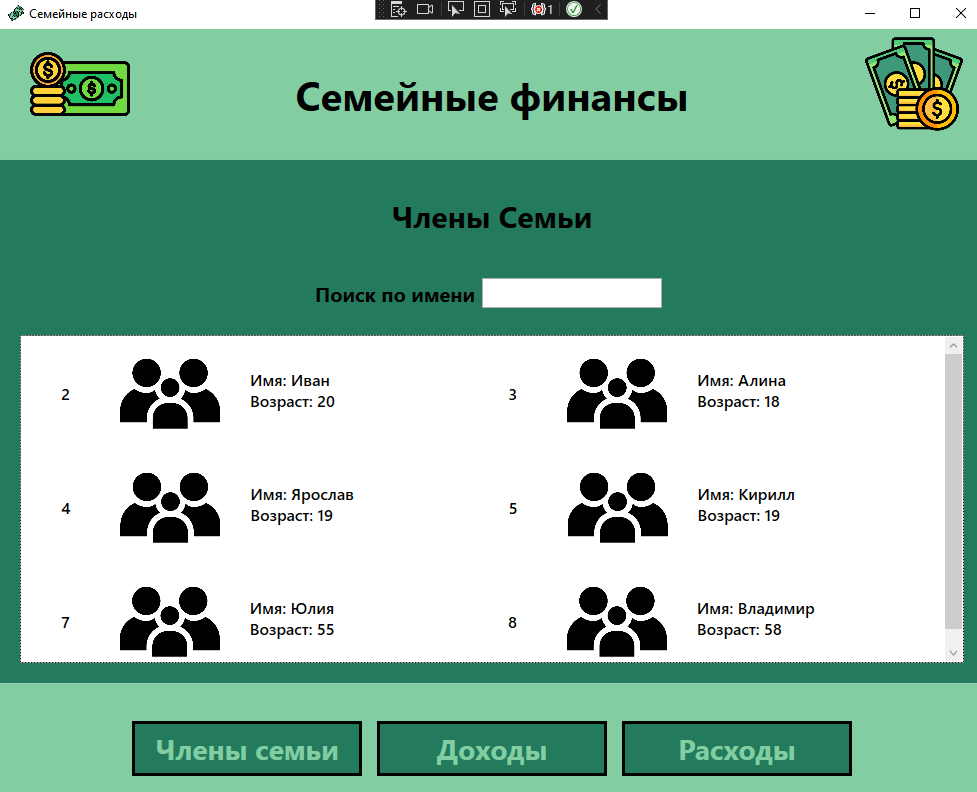 Семейные расходы
1
Семейные финансы
Члены Семьи
Поиск по имени
2
Имя: Иван
Возраст: 20
3
Имя: Алина
Возраст: 18
4
Имя: Ярослав
Возраст: 19
5
Имя: Кирилл
Возраст: 19
7
Имя: Юлия
Возраст: 55
8
Имя: Владимир
Возраст: 58
Члены семьи
Доходы
Расходы